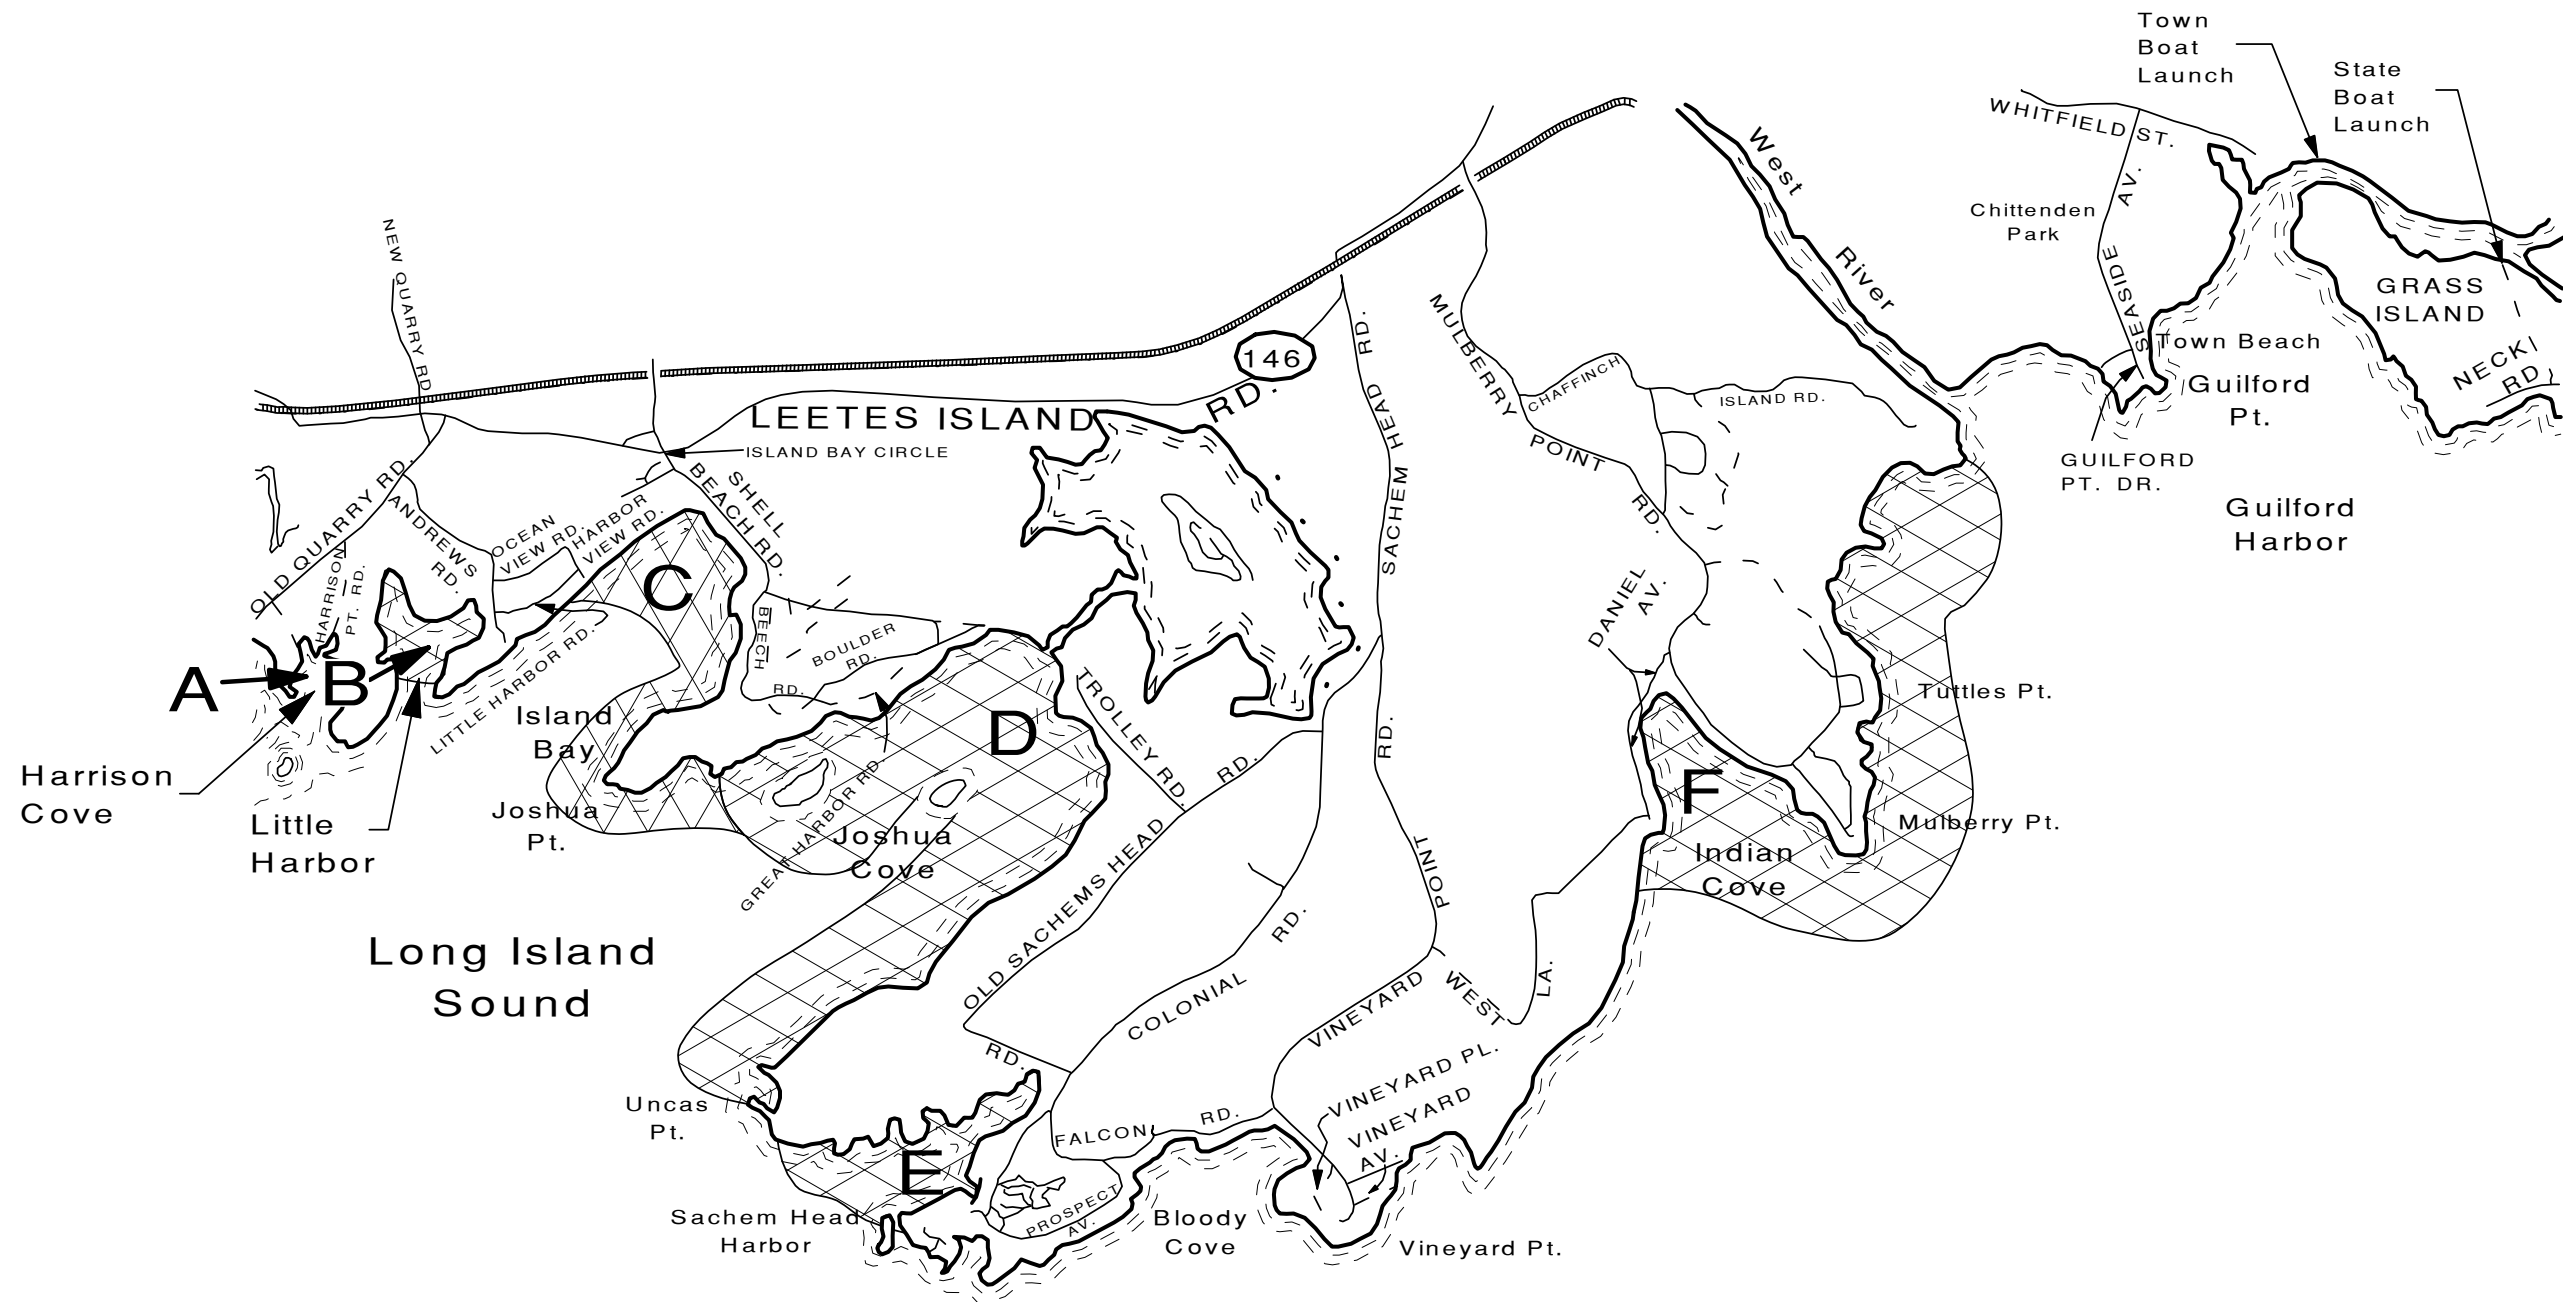 Town
Boat
Launch
State
Boat
Launch
WHITFIELD ST.
West
River
Chittenden
Park
SEASIDE AV.
GRASS
ISLAND
NECK
RD
Town Beach
Guilford
Pt.
GUILFORD
PT. DR.
Guilford
Harbor
NEW QUARRY RD.
146
LEETES ISLAND RD.
ISLAND BAY CIRCLE
SHELL
BEACH RD.
OLD QUARRY RD.
ANDREWS
RD.
OCEAN
VIEW RD.
HARBOR
VIEW RD.
HARRISON
PT. RD.
MULBERRY
POINT
RD.
CHAFFINCH
ISLAND RD.
SACHEM HEAD RD.
DANIEL
AV.
A
B
C
D
E
F
LITTLE HARBOR RD.
BEECH
RD.
BOULDER
RD.
Island
Bay
TROLLEY RD.
Tuttles Pt.
Harrison
Cove
Little
Harbor
Joshua
Pt.
GREAT HARBOR RD.
Joshua
Cove
Mulberry Pt.
Indian
Cove
OLD SACHEMS HEAD
RD.
RD.
COLONIAL
RD.
VINEYARD
POINT
RD.
WEST
LA.
Long Island
Sound
VINEYARD PL.
VINEYARD
AV.
Uncas
Pt.
FALCON
RD.
PROSPECT
AV.
Sachem Head
Harbor
Bloody
Cove
Vineyard Pt.